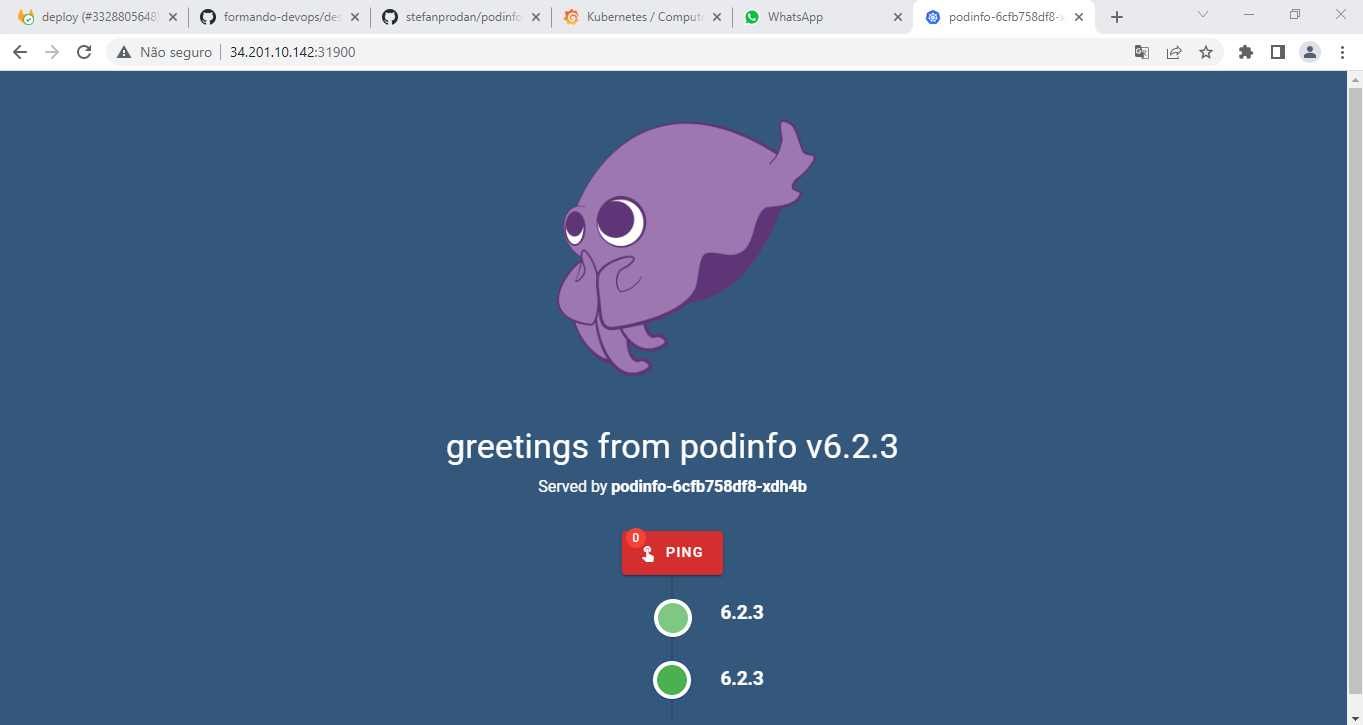 deploy (#3328805648)
formando-devops/des
stefanprodan/podinfo
Kubernetes / Comput
WhatsApp
podinfo-6cfb758df8-x
Não seguro
34.201.10.142:31900
greetings from podinfo v6.2.3
Served by podinfo-6cfb758df8-xdh4b
0
PING
6.2.3
6.2.3